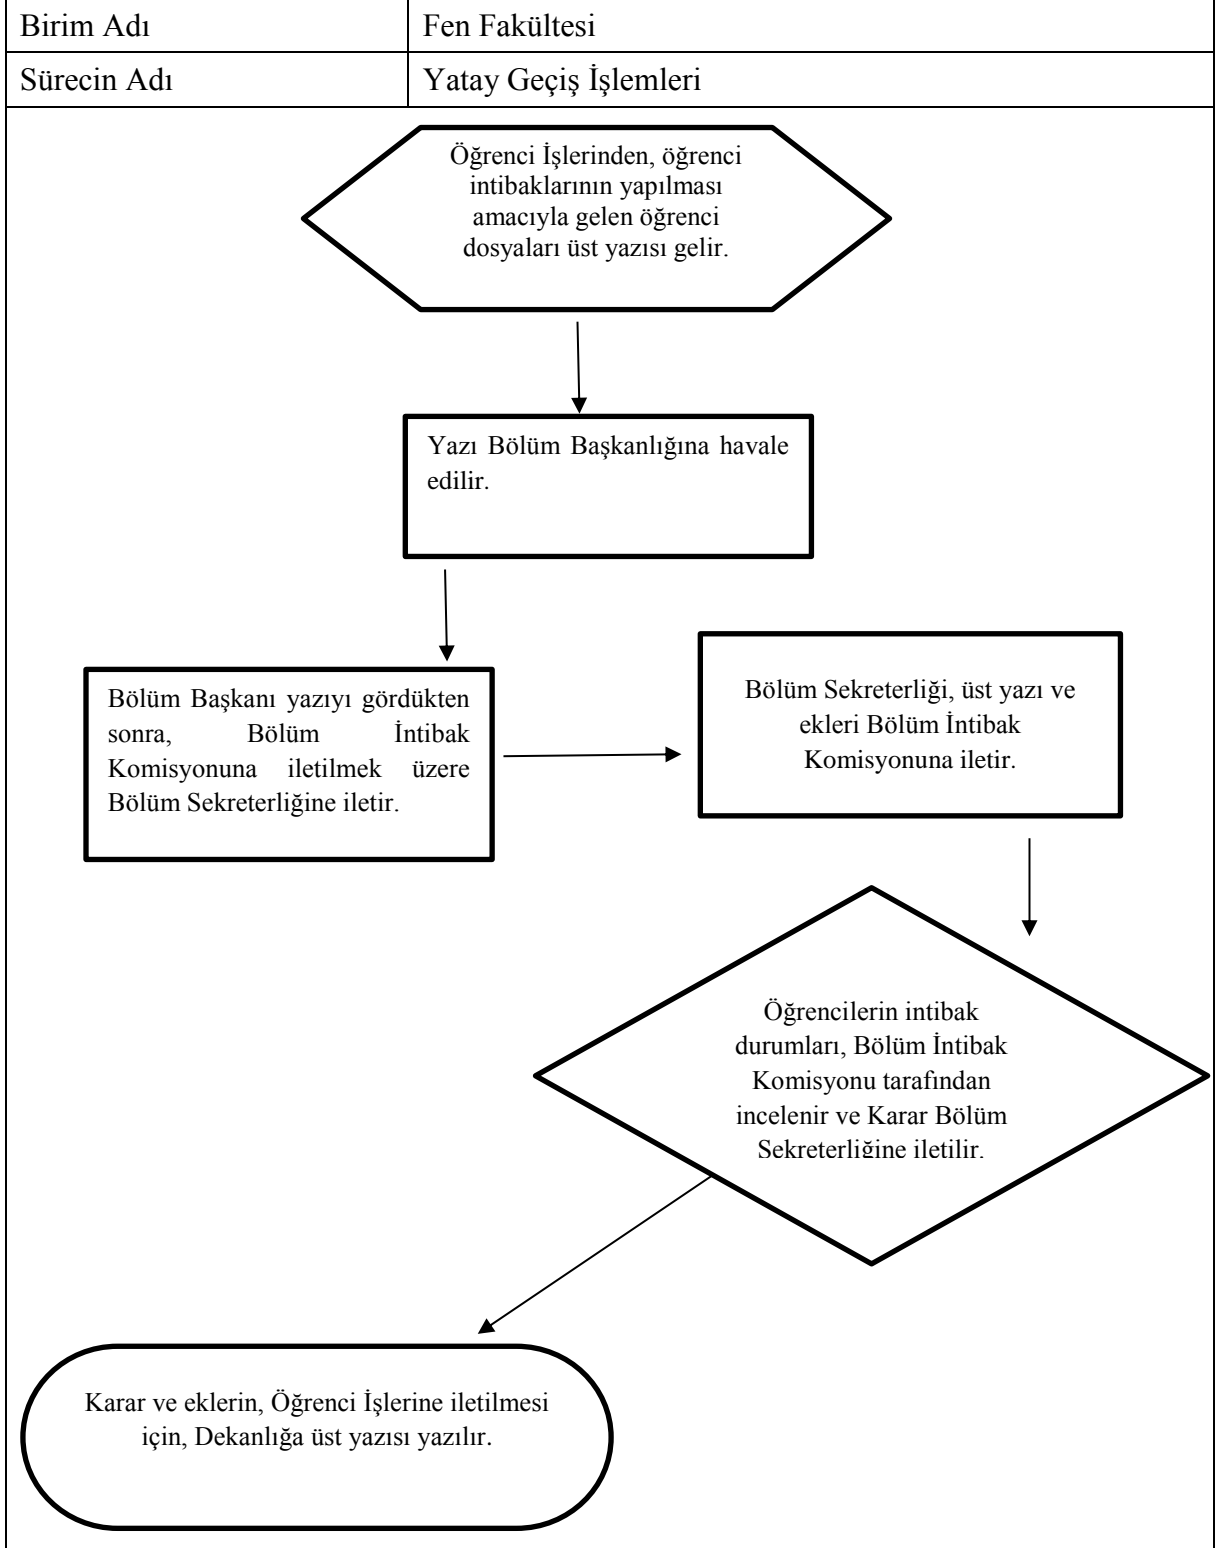 Birim Adı
Fen Fakültesi
Sürecin Adı
Yatay Geçiş İşlemleri
Öğrenci İşlerinden, öğrenci
intibaklarının yapılması
amacıyla gelen öğrenci
dosyaları üst yazısı gelir.
Yazı Bölüm Başkanlığına havale
edilir.
Bölüm Başkanı yazıyı gördükten
sonra, Bölüm İntibak
Komisyonuna iletilmek üzere
Bölüm Sekreterliğine iletir.
Bölüm Sekreterliği, üst yazı ve
ekleri Bölüm İntibak
Komisyonuna iletir.
Öğrencilerin intibak
durumları, Bölüm İntibak
Komisyonu tarafından
incelenir ve Karar Bölüm
Sekreterliğine iletilir.
Karar ve eklerin, Öğrenci İşlerine iletilmesi
için, Dekanlığa üst yazısı yazılır.